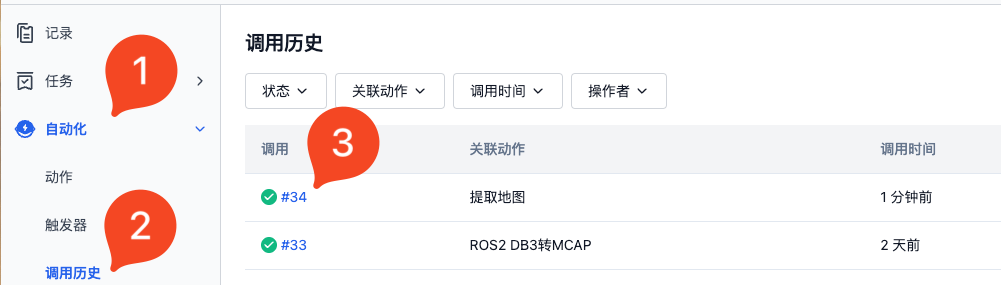 记录
任务
1
自动化
动作
触发器
2
调用历史
调用历史
状态 关联动作 调用时间 操作者
3
调用 关联动作 调用时间
#34 提取地图 1 分钟前
#33 ROS2 DB3转MCAP 2 天前